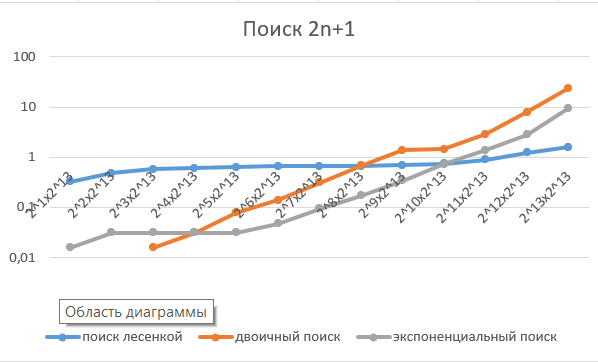 Поиск 2n+1
100
10
1
0,1
0,01
2^1x2^13
2^2x2^13
2^3x2^13
2^4x2^13
2^5x2^13
2^6x2^13
2^7x2^13
2^8x2^13
2^9x2^13
2^10x2^13
2^11x2^13
2^12x2^13
2^13x2^13
Область диаграммы
поиск лесенкой двоичный поиск экспоненциальный поиск